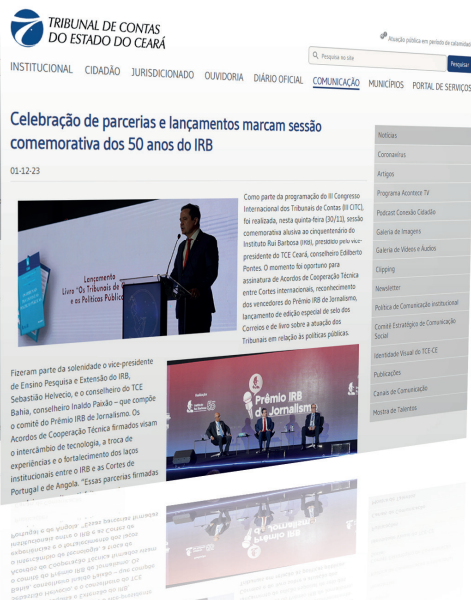 TRIBUNAL DE CONTAS
DO ESTADO DO CEARÁ
Atuação pública em período de calamidade
Pesquisa no site
Pesquisar
INSTITUCIONAL CIDADÃO JURISDICIONADO OUVIDORIA DIÁRIO OFICIAL COMUNICAÇÃO MUNICÍPIOS PORTAL DE SERVIÇOS
Celebração de parcerias e lançamentos marcam sessão
comemorativa dos 50 anos do IRB
01-12-23
Lançamento
Livro "Os Tribunais de
e as Políticas Públic
Como parte da programação do III Congresso
Internacional dos Tribunais de Contas (III CITC),
foi realizada, nesta quinta-feira (30/11), sessão
comemorativa alusiva ao cinquentenário do
Instituto Rui Barbosa (IRB), presidido pelo vice-
presidente do TCE Ceará, conselheiro Edilberto
Pontes. O momento foi oportuno para
assinatura de Acordos de Cooperação Técnica
entre Cortes internacionais, reconhecimento
dos vencedores do Prêmio IRB de Jornalismo,
lançamento de edição especial de selo dos
Correios e de livro sobre a atuação dos
Tribunais em relação às políticas públicas.
Fizeram parte da solenidade o vice-presidente
de Ensino Pesquisa e Extensão do IRB,
Sebastião Helvecio, e o conselheiro do TCE
Bahia, conselheiro Inaldo Paixão – que compõe
o comitê do Prêmio IRB de Jornalismo. Os
Acordos de Cooperação Técnica firmados visam
o intercâmbio de tecnologia, a troca de
experiências e o fortalecimento dos laços
institucionais entre o IRB e as Cortes de
Portugal e de Angola. "Essas parcerias firmadas
Prêmio IRB
de Jornalismo
Notícias
Coronavírus
Artigos
Programa Acontece TV
Podcast Conexão Cidadão
Galeria de Imagens
Galeria de Vídeos e Áudios
Clipping
Newsletter
Política de Comunicação Institucional
Comitê Estratégico de Comunicação
Social
Identidade Visual do TCE-CE
Publicações
Canais de Comunicação
Mostra de Talentos